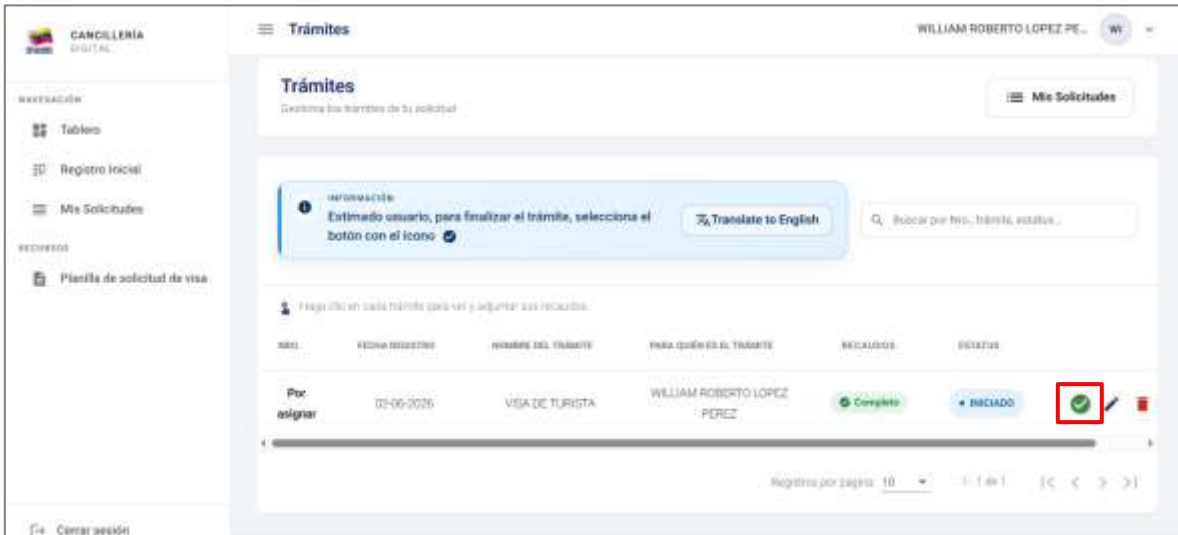 CANCILLERÍA
DIGITAL
Trámites
WILLIAM ROBERTO LOPEZ PE...
WI
NAVEGACIÓN
Tablero
Registro Inicial
Mis Solicitudes
RECURSOS
Planilla de solicitud de visa
Cerrar sesión
Trámites
Gestiona los trámites de tu solicitud
Mis Solicitudes
INFORMACIÓN
Estimado usuario, para finalizar el trámite, selecciona el
botón con el icono
Translate to English
Buscar por Nro., trámite, estatus...
Haga clic en cada trámite para ver y adjuntar sus recaudos.
NRO. FECHA REGISTRO NOMBRE DEL TRÁMITE PARA QUIÉN ES EL TRÁMITE RECAUDOS ESTATUS
Por
asignar
02-06-2026
VISA DE TURISTA
WILLIAM ROBERTO LOPEZ
PEREZ
Completo
INICIADO
Registros por página 10
1-1 de 1